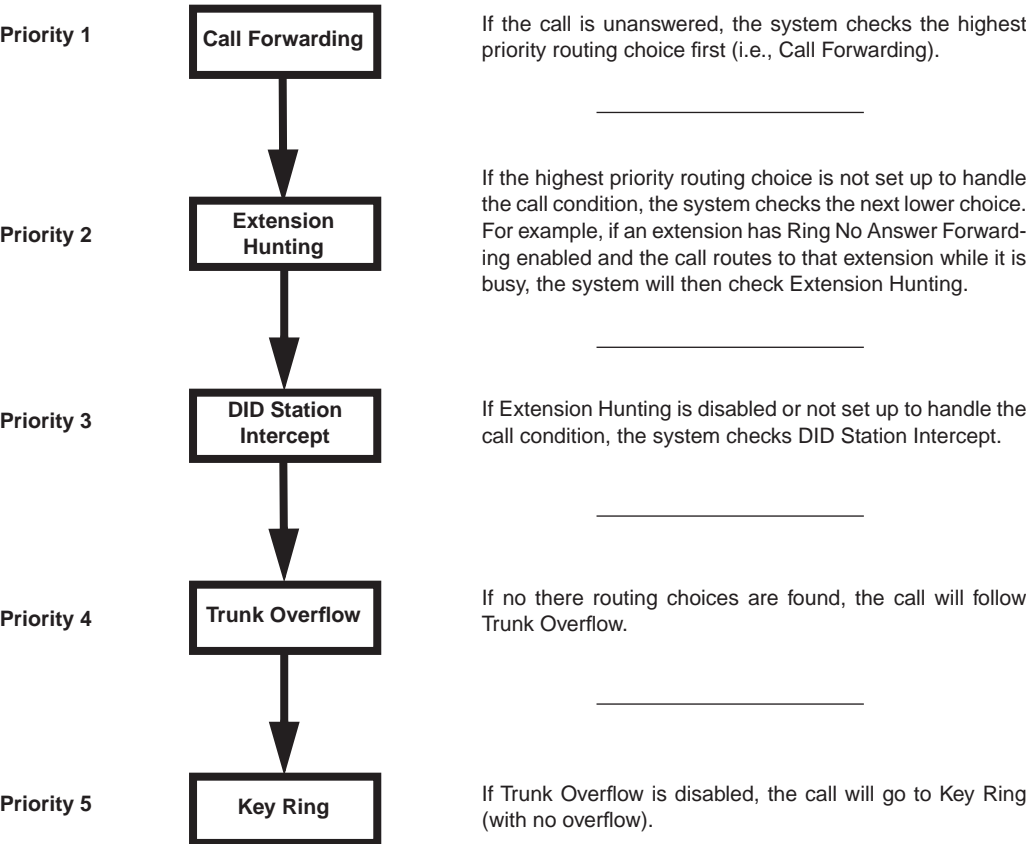 Priority 1
Call Forwarding
If the call is unanswered, the system checks the highest
priority routing choice first (i.e., Call Forwarding).
Priority 2
Extension
Hunting
If the highest priority routing choice is not set up to handle
the call condition, the system checks the next lower choice.
For example, if an extension has Ring No Answer Forward-
ing enabled and the call routes to that extension while it is
busy, the system will then check Extension Hunting.
Priority 3
DID Station
Intercept
If Extension Hunting is disabled or not set up to handle the
call condition, the system checks DID Station Intercept.
Priority 4
Trunk Overflow
If no there routing choices are found, the call will follow
Trunk Overflow.
Priority 5
Key Ring
If Trunk Overflow is disabled, the call will go to Key Ring
(with no overflow).